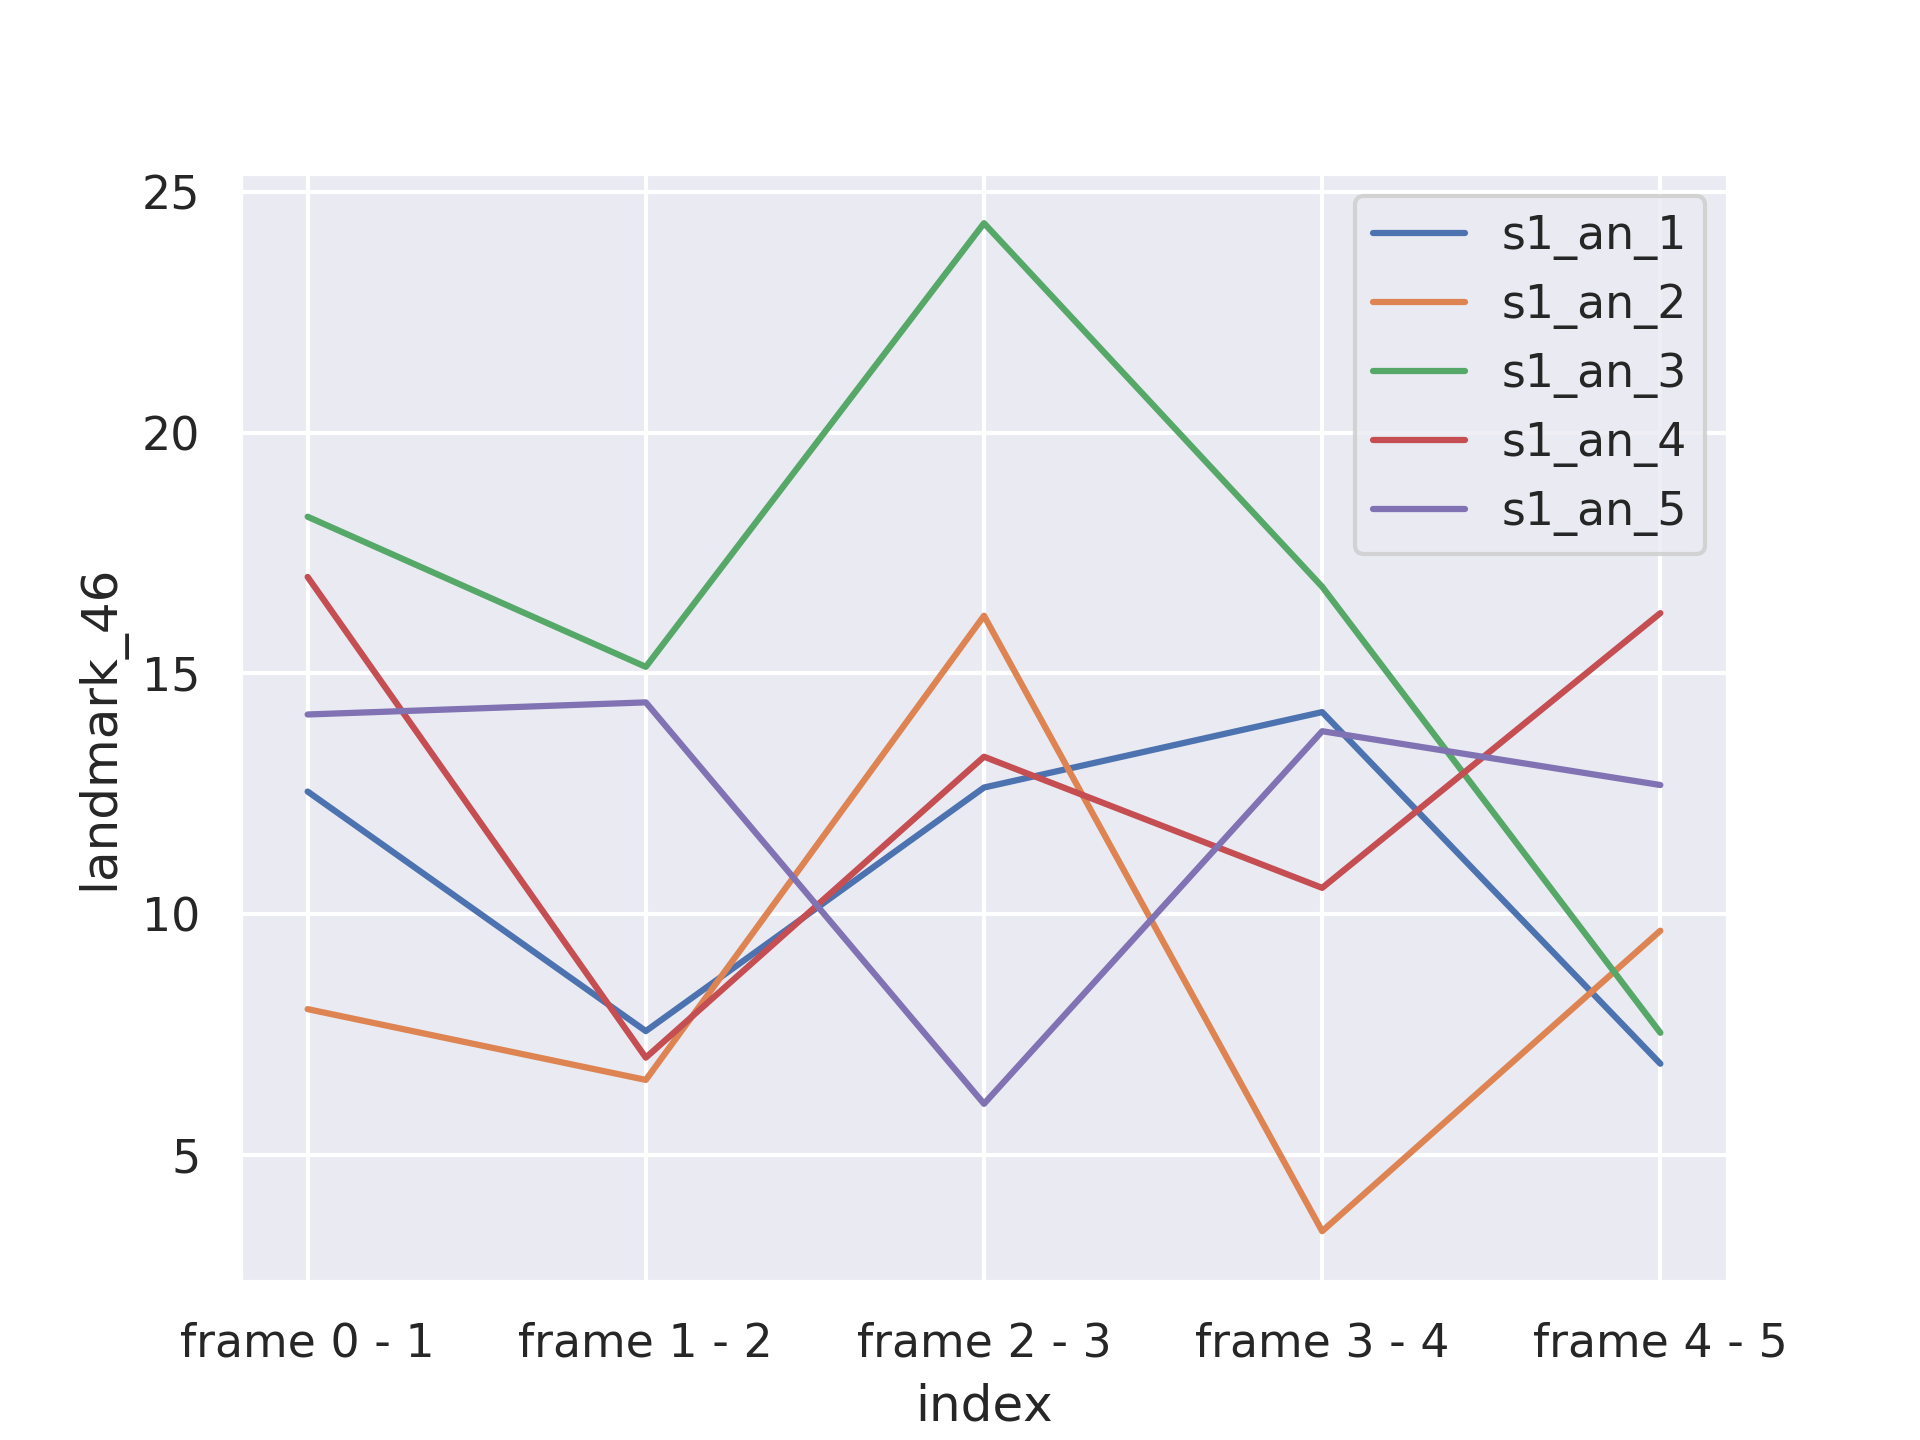 25
20
15
10
5
landmark_46
s1_an_1
s1_an_2
s1_an_3
s1_an_4
s1_an_5
frame 0 - 1 frame 1 - 2 frame 2 - 3 frame 3 - 4 frame 4 - 5
index